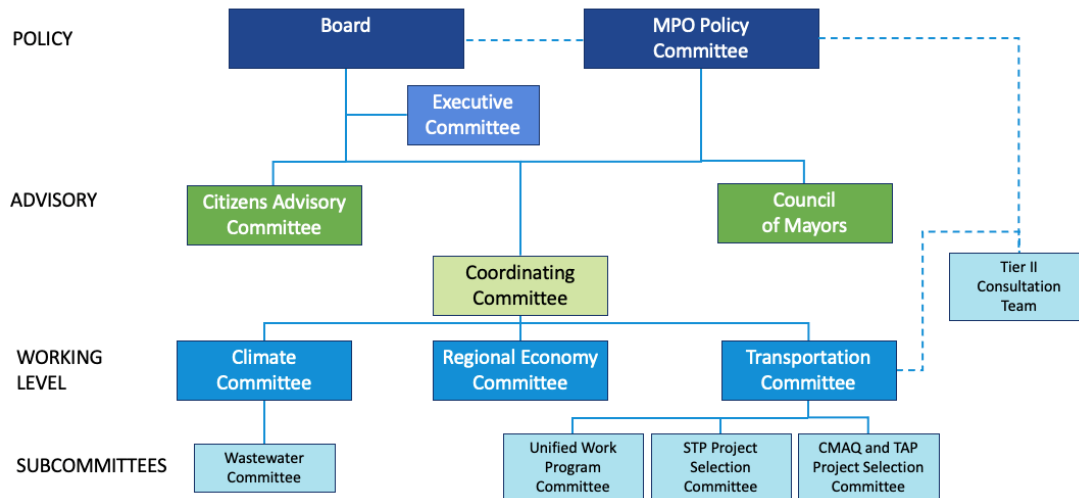 POLICY
Board
MPO Policy
Committee
Executive
Committee
ADVISORY
Citizens Advisory
Committee
Council
of Mayors
Coordinating
Committee
Tier II
Consultation
Team
WORKING
LEVEL
Climate
Committee
Regional Economy
Committee
Transportation
Committee
SUBCOMMITTEES
Wastewater
Committee
Unified Work
Program
Committee
STP Project
Selection
Committee
CMAQ and TAP
Project Selection
Committee